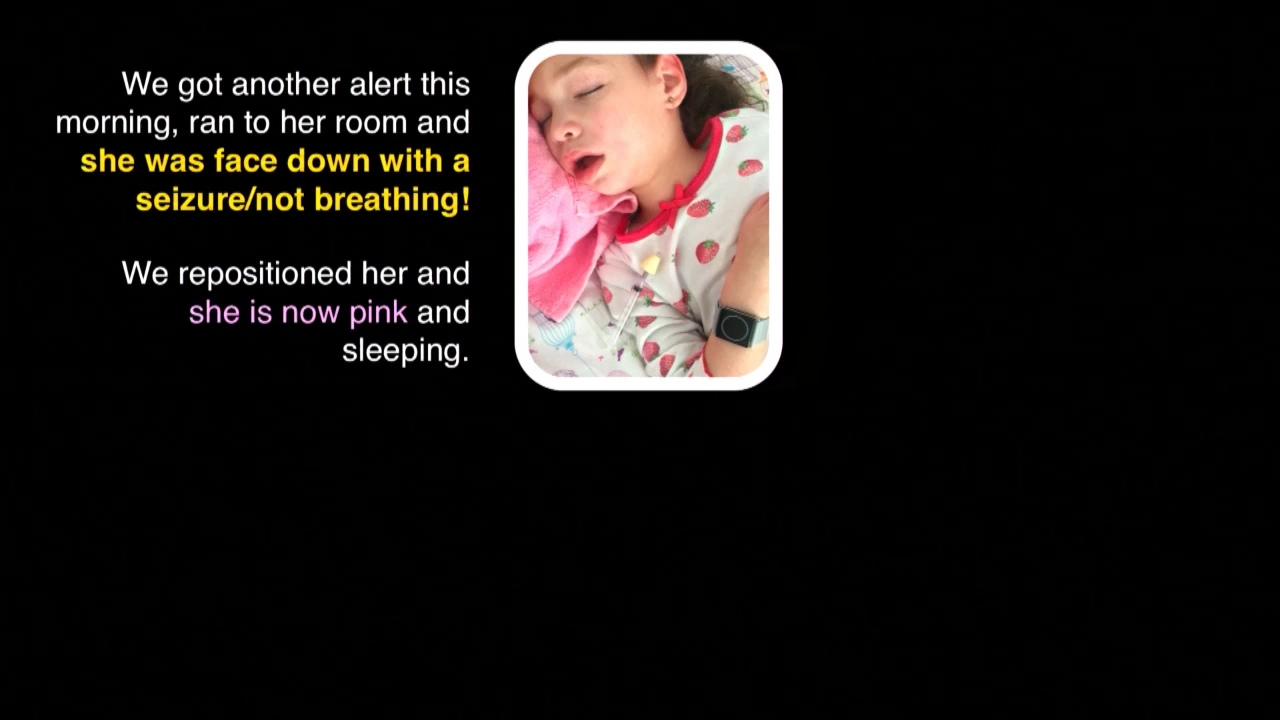 We got another alert this
morning, ran to her room and
she was face down with a
seizure/not breathing!
We repositioned her and
she is now pink and
sleeping.